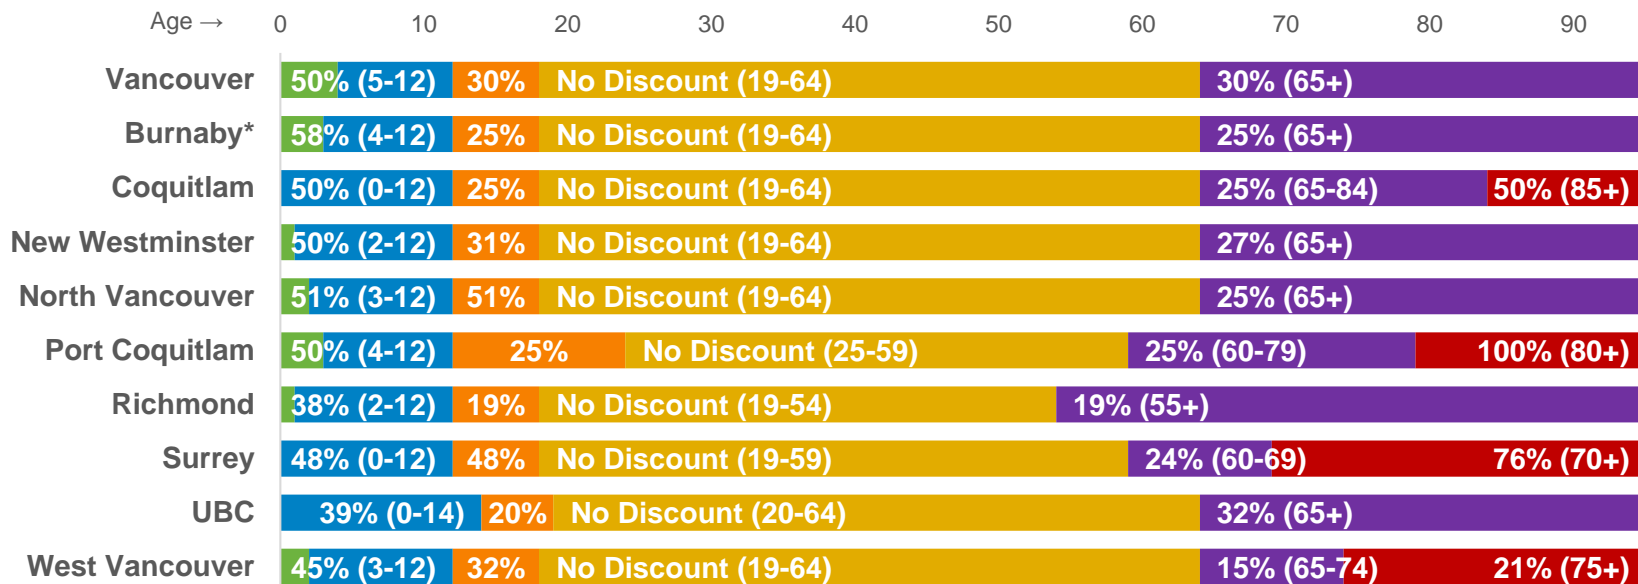 Age → 0 10 20 30 40 50 60 70 80 90
Vancouver 50% (5-12) 30% No Discount (19-64) 30% (65+)
Burnaby* 58% (4-12) 25% No Discount (19-64) 25% (65+)
Coquitlam 50% (0-12) 25% No Discount (19-64) 25% (65-84) 50% (85+)
New Westminster 50% (2-12) 31% No Discount (19-64) 27% (65+)
North Vancouver 51% (3-12) 51% No Discount (19-64) 25% (65+)
Port Coquitlam 50% (4-12) 25% No Discount (25-59) 25% (60-79) 100% (80+)
Richmond 38% (2-12) 19% No Discount (19-54) 19% (55+)
Surrey 48% (0-12) 48% No Discount (19-59) 24% (60-69) 76% (70+)
UBC 39% (0-14) 20% No Discount (20-64) 32% (65+)
West Vancouver 45% (3-12) 32% No Discount (19-64) 15% (65-74) 21% (75+)